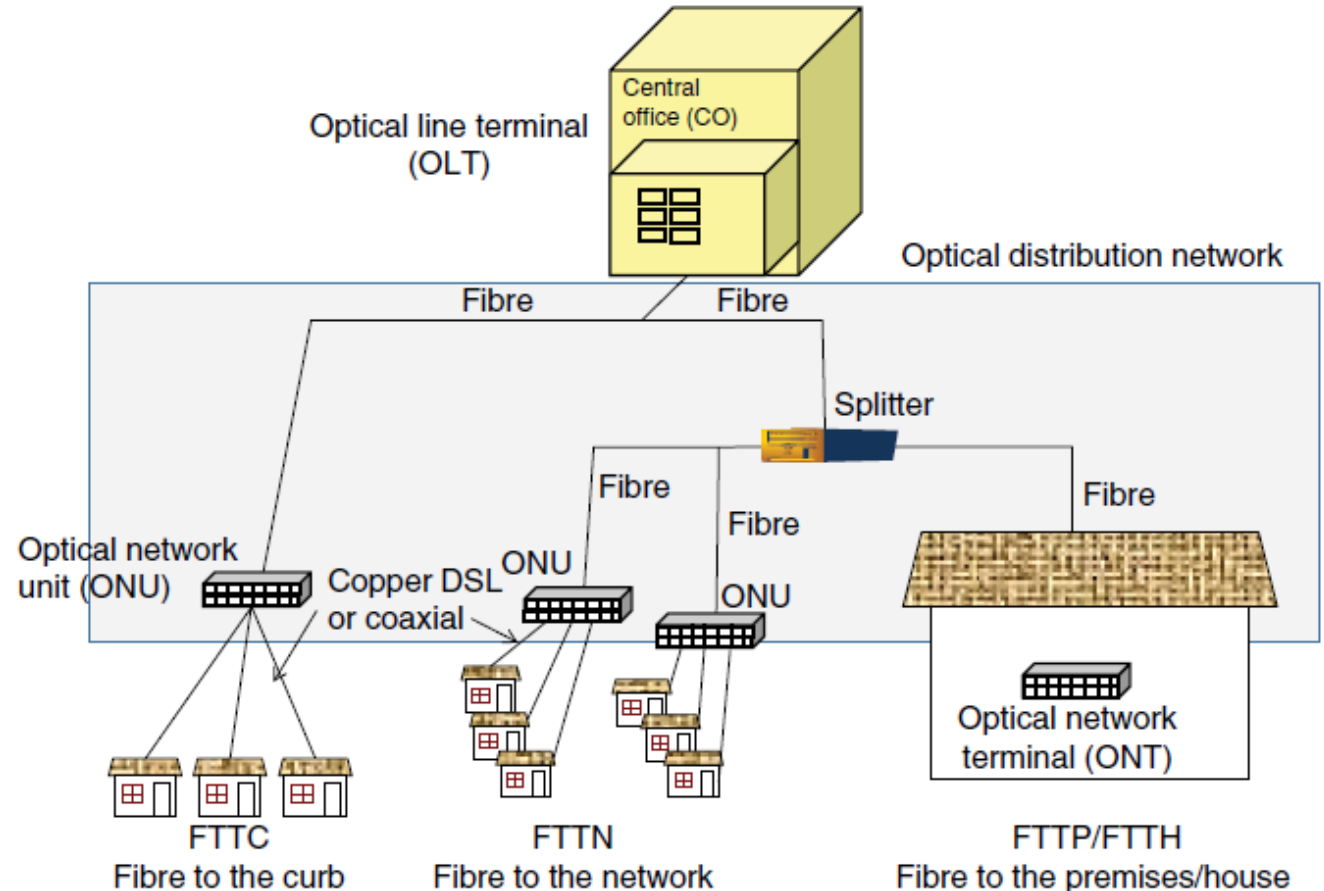 Central
office (CO)
Optical line terminal
(OLT)
Optical distribution network
Fibre
Fibre
Splitter
Fibre
Fibre
Fibre
Optical network
unit (ONU)
Copper DSL
or coaxial
ONU
ONU
Optical network
terminal (ONT)
FTTC
Fibre to the curb
FTTN
Fibre to the network
FTTP/FTTH
Fibre to the premises/house